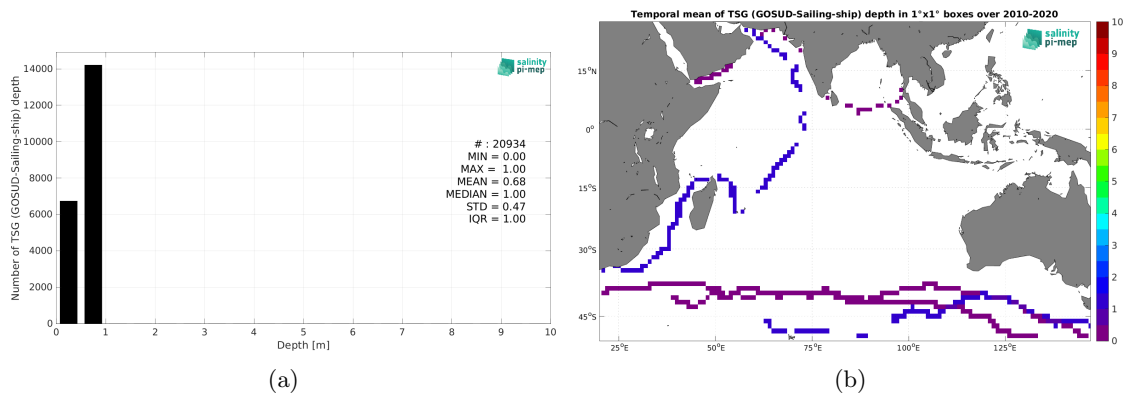 14000
12000
10000
8000
6000
4000
2000
0
Number of TSG (GOSUD-Sailing-ship) depth
0 1 2 3 4 5 6 7 8 9 10
Depth [m]
salinity
pi-mep
# : 20934
MIN = 0.00
MAX = 1.00
MEAN = 0.68
MEDIAN = 1.00
STD = 0.47
IQR = 1.00
(a)
Temporal mean of TSG (GOSUD-Sailing-ship) depth in 1°x1° boxes over 2010-2020
salinity
pi-mep
15°N
0°
15°S
30°S
45°S
25°E 50°E 75°E 100°E 125°E
10
9
8
7
6
5
4
3
2
1
0
(b)